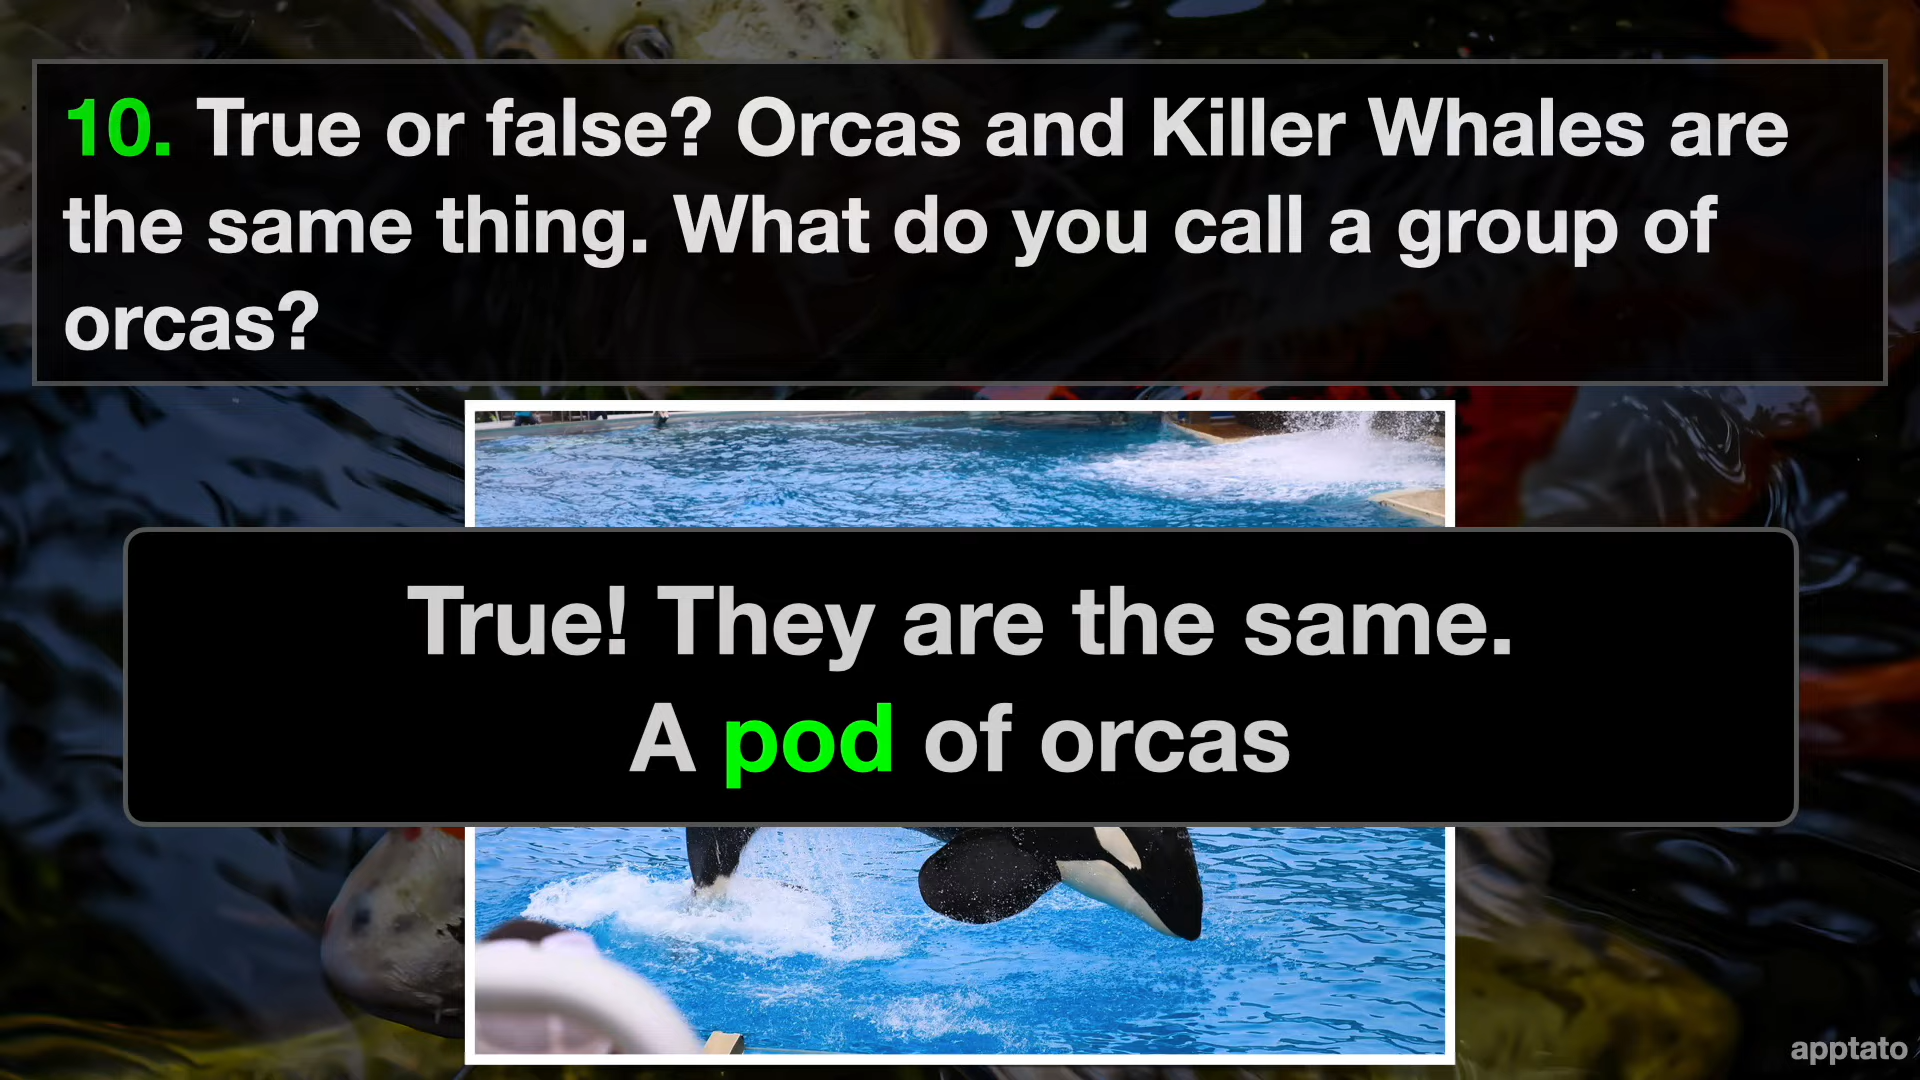 10. True or false? Orcas and Killer Whales are
the same thing. What do you call a group of
orcas?
True! They are the same.
A pod of orcas
apptato